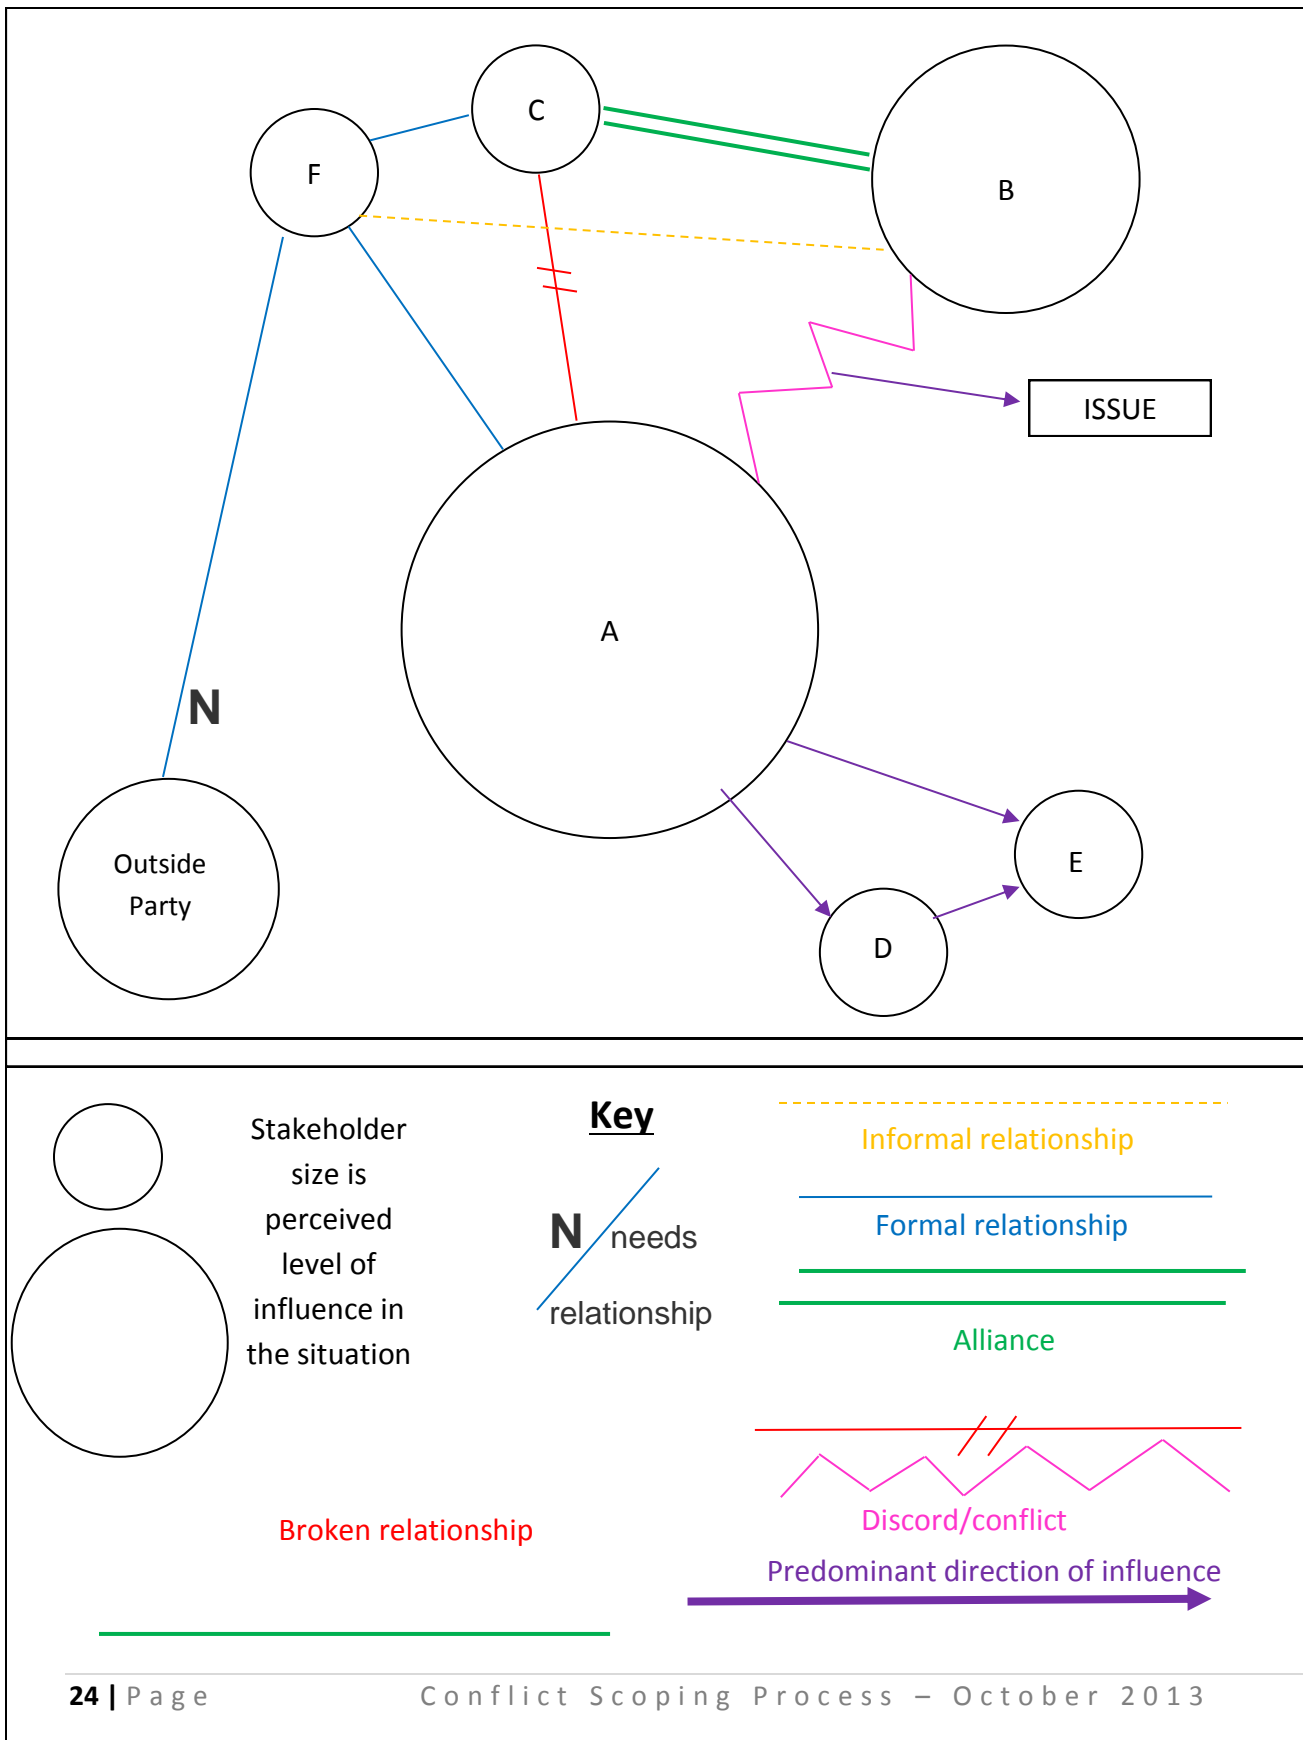 C
F
B
ISSUE
A
N
Outside
Party
E
D
Stakeholder
size is
perceived
level of
influence in
the situation
Key
N needs
relationship
Informal relationship
Formal relationship
Alliance
Broken relationship
Discord/conflict
Predominant direction of influence
24 | Page Conflict Scoping Process – October 2013